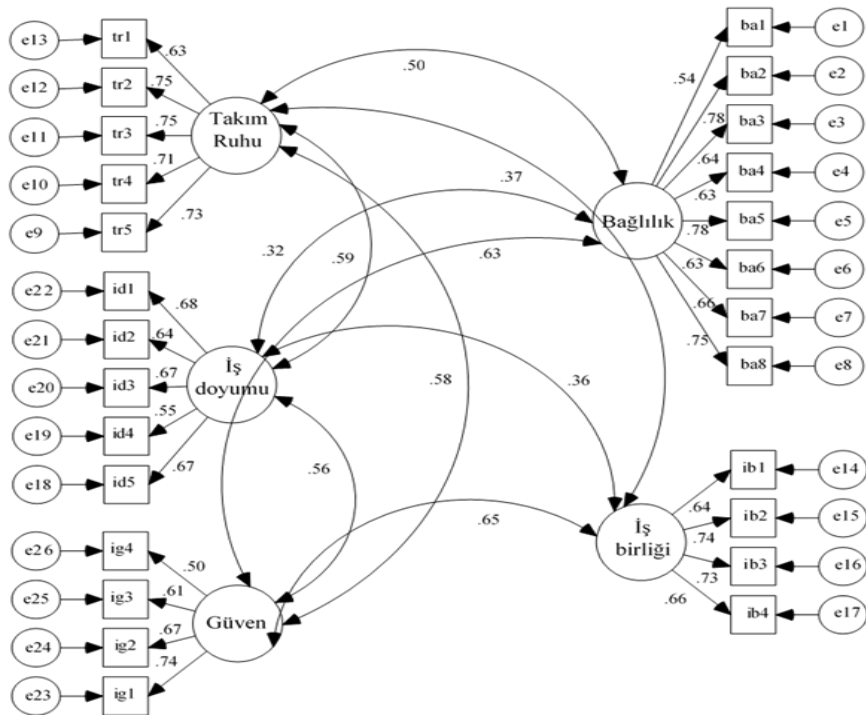 e13
tr1
.63
e12
tr2
.75
e11
tr3
.75
e10
tr4
.71
e9
tr5
.73
Takım
Ruhu
.50
.37
.32
.59
.63
.58
.36
.56
.65
ba1
e1
.54
ba2
e2
.78
ba3
e3
.64
ba4
e4
.63
ba5
e5
.78
ba6
e6
.63
ba7
e7
.66
ba8
e8
.75
Bağlılık
e22
id1
.68
e21
id2
.64
e20
id3
.67
e19
id4
.55
e18
id5
.67
İş
doyumu
ib1
e14
.64
ib2
e15
.74
ib3
e16
.73
ib4
e17
.66
İş
birliği
e26
ig4
.50
e25
ig3
.61
e24
ig2
.67
e23
ig1
.74
Güven